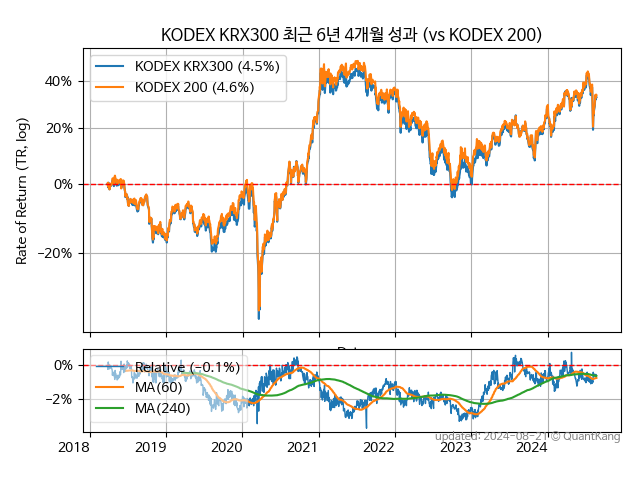 KODEX KRX300 최근 6년 4개월 성과 (vs KODEX 200)
KODEX KRX300 (4.5%)
KODEX 200 (4.6%)
Rate of Return (TR, log)
40%
20%
0%
−20%
Relative (−0.1%)
MA(60)
MA(240)
0%
−2%
2018 2019 2020 2021 2022 2023 2024
updated: 2024-08-21 © QuantKang